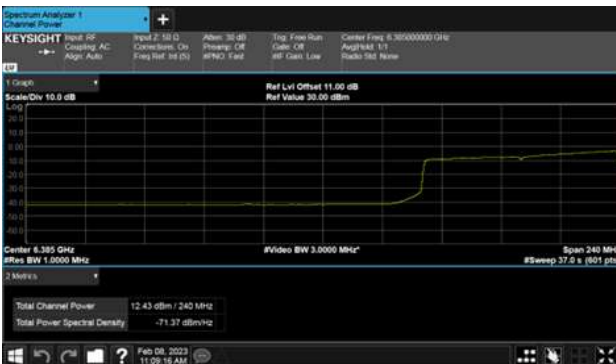 Spectrum Analyzer 1
Channel Power
+
KEYSIGHT Input: RF Input Z: 50 Ω Atten: 30 dB Trig: Free Run Center Freq: 6.385000000 GHz
Coupling: AC Corrections: On Preamp: Off Gate: Off Avg|Hold: 1/1
Align: Auto Freq Ref: Int (S) #PNO: Fast #IF Gain: Low Radio Std: None
1 Graph
Ref Lvl Offset 11.00 dB
Scale/Div 10.0 dB Ref Value 30.00 dBm
Log
20.0
10.0
0.00
-10.0
-20.0
-30.0
-40.0
-50.0
-60.0
Center 6.385 GHz #Video BW 3.0000 MHz* Span 240 MH
#Res BW 1.0000 MHz #Sweep 37.0 s (601 pts
2 Metrics
Total Channel Power 12.43 dBm / 240 MHz
Total Power Spectral Density -71.37 dBm/Hz
? Feb 08, 2023
11:09:16 AM